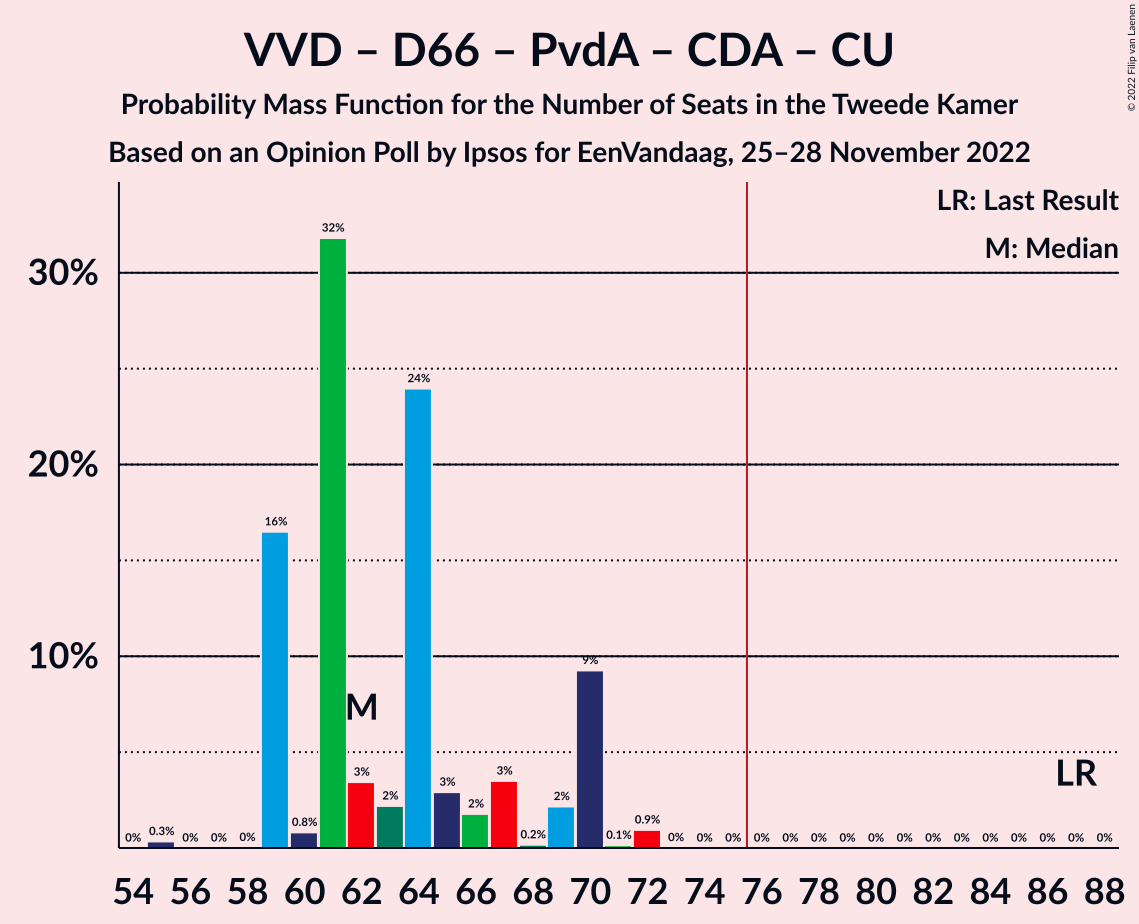 VVD – D66 – PvdA – CDA – CU
Probability Mass Function for the Number of Seats in the Tweede Kamer
Based on an Opinion Poll by Ipsos for EenVandaag, 25–28 November 2022
© 2022 Filip van Laenen
LR: Last Result
M: Median
30%
20%
10%
0% 0.3% 0% 0% 0% 16% 0.8% 32% 3% 2% 24% 3% 2% 3% 0.2% 2% 9% 0.1% 0.9% 0% 0% 0% 0% 0% 0% 0% 0% 0% 0% 0% 0% 0% 0% 0% 0%
M
LR
54 56 58 60 62 64 66 68 70 72 74 76 78 80 82 84 86 88